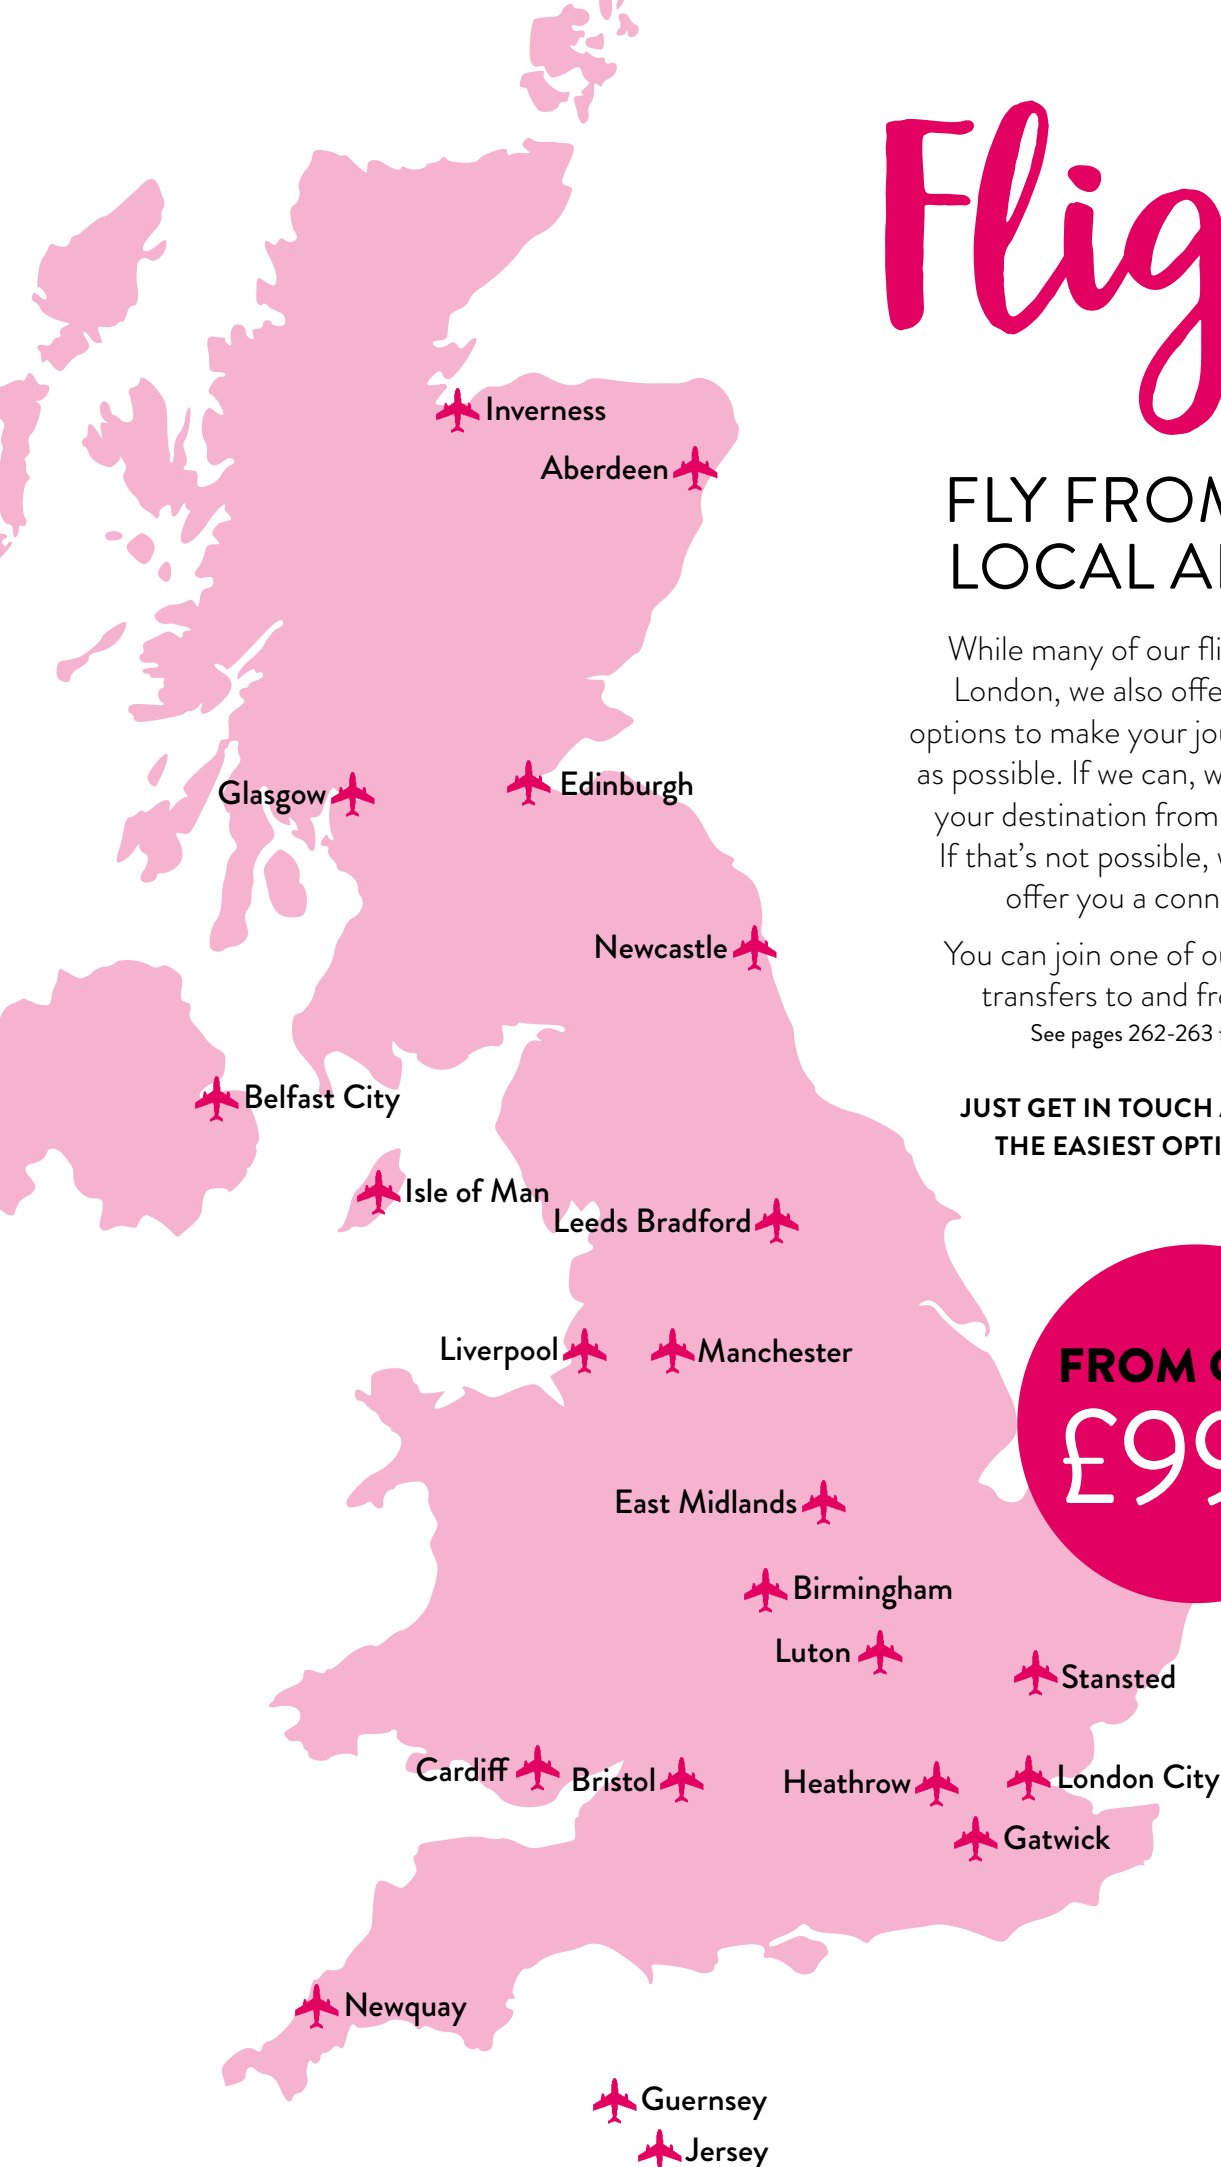 Flig
FLY FROM
LOCAL AI
While many of our fli
London, we also offe
options to make your jou
as possible. If we can, w
your destination from
If that's not possible, w
offer you a conn
You can join one of ou
transfers to and fro
See pages 262-263
JUST GET IN TOUCH
THE EASIEST OPTI
FROM
£99
Inverness
Aberdeen
Glasgow
Edinburgh
Newcastle
Belfast City
Isle of Man
Leeds Bradford
Liverpool
Manchester
East Midlands
Birmingham
Luton
Stansted
Cardiff
Bristol
Heathrow
London City
Gatwick
Newquay
Guernsey
Jersey